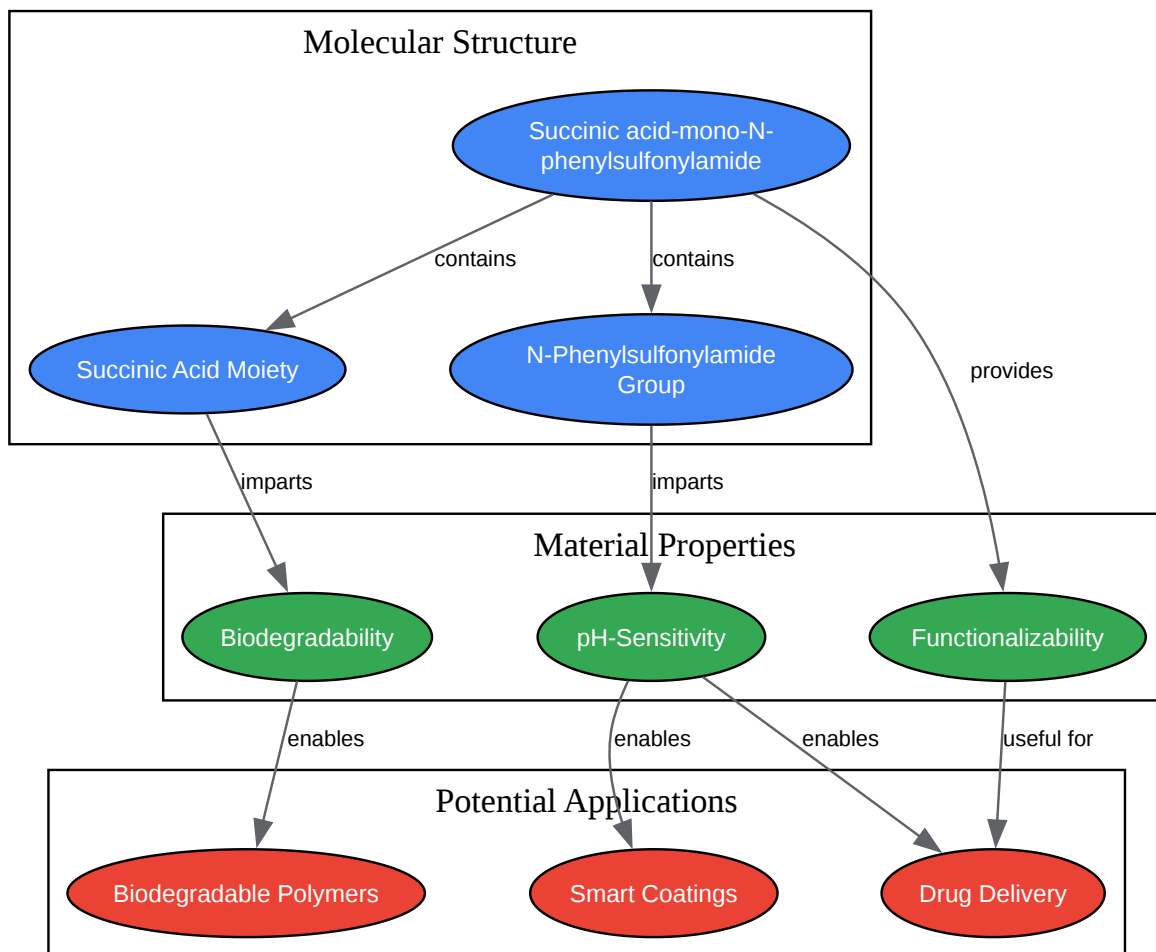 Molecular Structure
Succinic acid-mono-N-
phenylsulfonylamide
contains
contains
provides
Succinic Acid Moiety
N-Phenylsulfonylamide
Group
imparts
imparts
Material Properties
Biodegradability
pH-Sensitivity
Functionalizability
enables
enables
enables
useful for
Potential Applications
Biodegradable Polymers
Smart Coatings
Drug Delivery